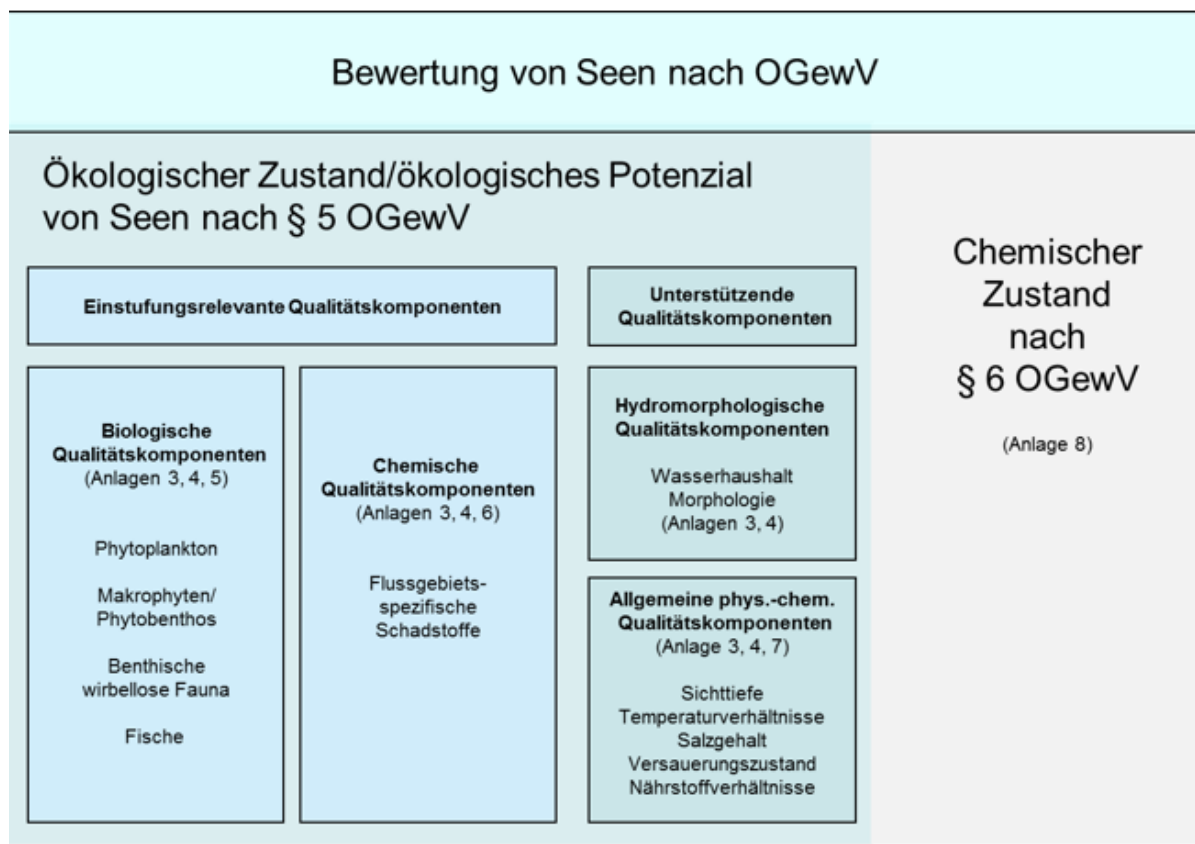 Bewertung von Seen nach OGewV
Ökologischer Zustand/ökologisches Potenzial
von Seen nach § 5 OGewV
Einstufungsrelevante Qualitätskomponenten
Biologische
Qualitätskomponenten
(Anlagen 3, 4, 5)
Phytoplankton
Makrophyten/
Phytobenthos
Benthische
wirbellose Fauna
Fische
Chemische
Qualitätskomponenten
(Anlagen 3, 4, 6)
Flussgebiets-
spezifische
Schadstoffe
Unterstützende
Qualitätskomponenten
Hydromorphologische
Qualitätskomponenten
Wasserhaushalt
Morphologie
(Anlagen 3, 4)
Allgemeine phys.-chem.
Qualitätskomponenten
(Anlage 3, 4, 7)
Sichttiefe
Temperaturverhältnisse
Salzgehalt
Versauerungszustand
Nährstoffverhältnisse
Chemischer
Zustand
nach
§ 6 OGewV
(Anlage 8)